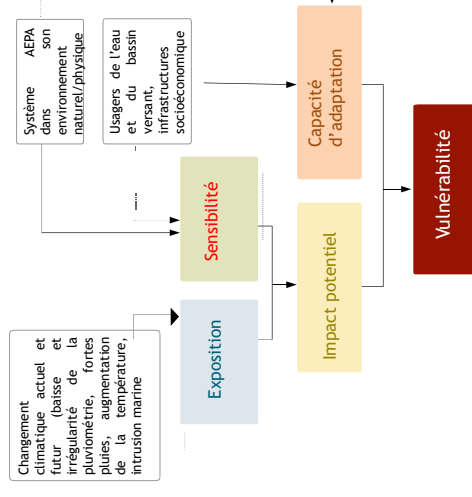 Changement
climatique actuel et
futur (baisse et
irrégularité de la
pluviométrie, fortes
pluies, augmentation
de la température,
intrusion marine
Système AEPA
dans son
environnement
naturel/physique
Usagers de l'eau
et du bassin
versant,
infrastructures
socioéconomique
Exposition
Sensibilité
Impact potentiel
Capacité
d'adaptation
Vulnérabilité